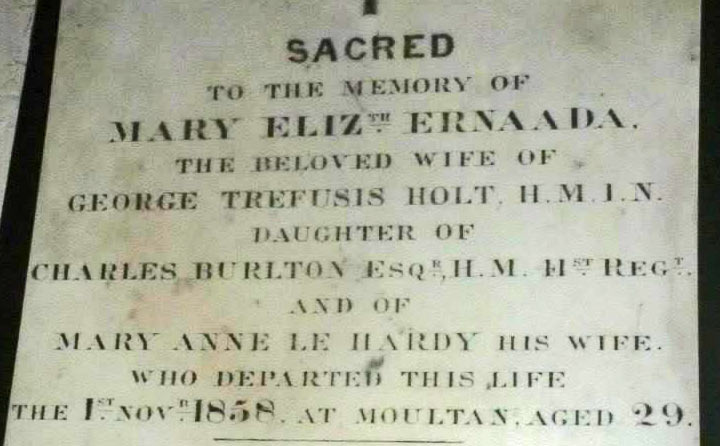 SACRED
TO THE MEMORY OF
MARY ELIZTH ERNAADA.
THE BELOVED WIFE OF
GEORGE TREFUSIS HOLT, H.M.I.N.
DAUGHTER OF
CHARLES BURLTON ESQR, H.M. 11ST REGT.
AND OF
MARY ANNE LE HARDY HIS WIFE.
WHO DEPARTED THIS LIFE
THE 1ST NOVR 1858. AT MOULTAN, AGED 29.